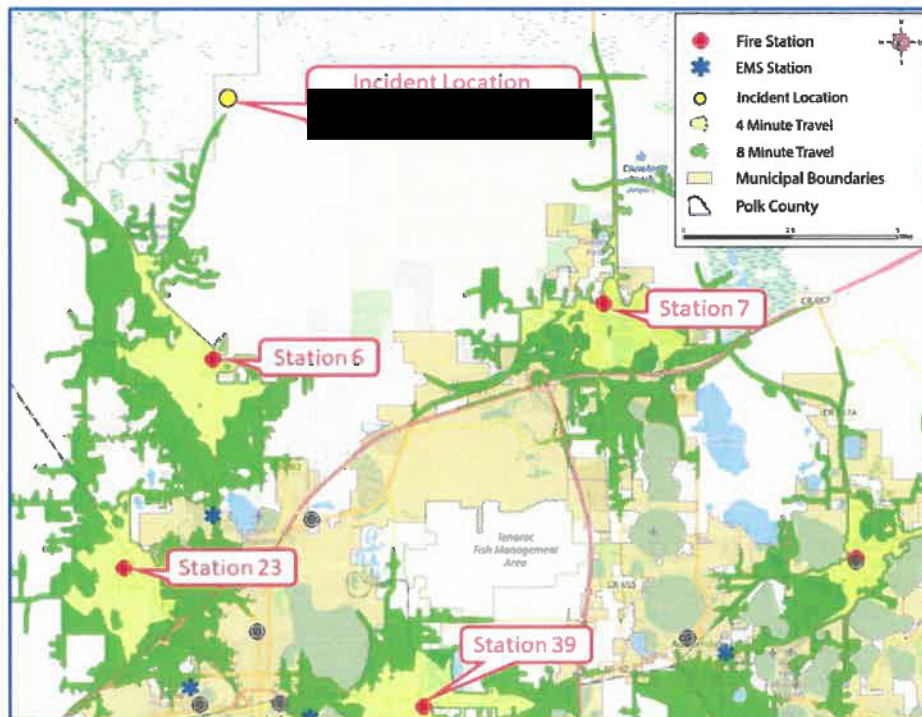 Incident Location
Fire Station
EMS Station
Incident Location
4 Minute Travel
8 Minute Travel
Municipal Boundaries
Polk County
Station 7
Station 6
Station 23
Tenoroc
Fish Management
Area
CR 655
Station 39